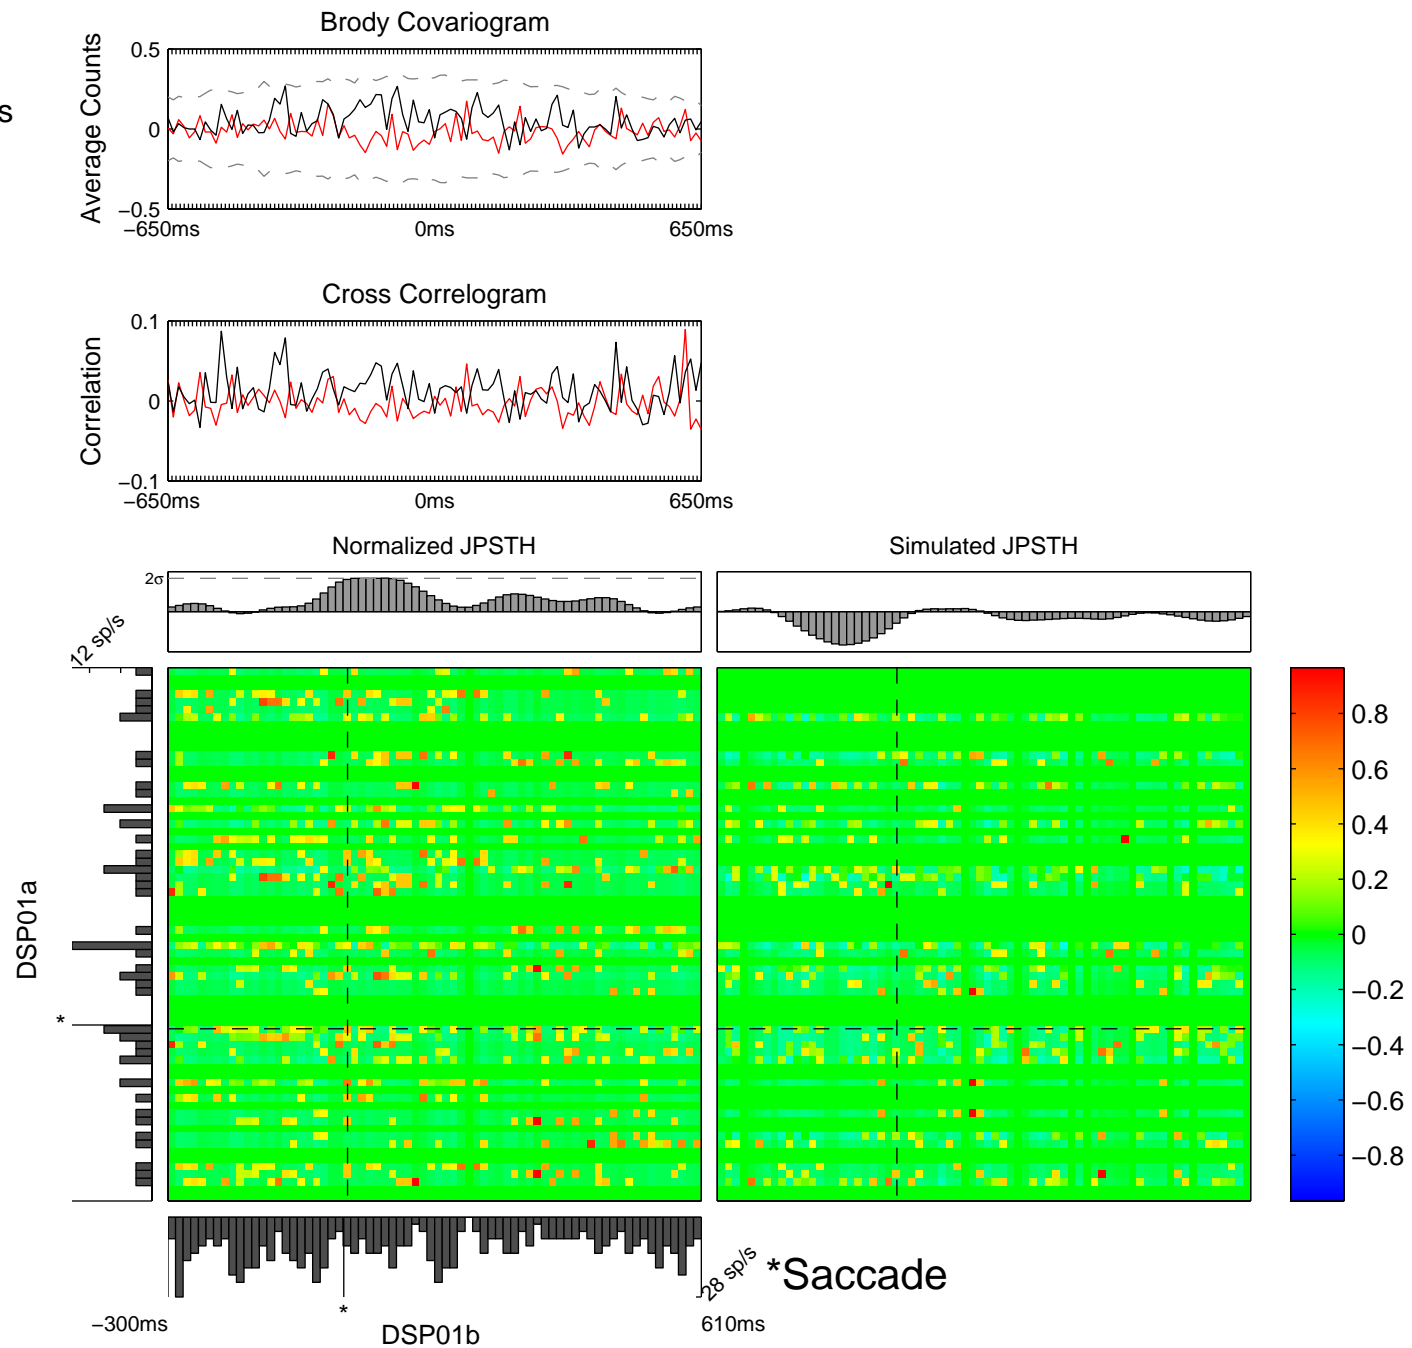 Brody Covariogram
s
Average Counts
0.5
0
−0.5
−650ms
0ms
650ms
Cross Correlogram
Correlation
0.1
0
−0.1
−650ms
0ms
650ms
Normalized JPSTH
Simulated JPSTH
2σ
12 sp/s
DSP01a
*
0.8
0.6
0.4
0.2
0
−0.2
−0.4
−0.6
−0.8
28 sp/s
*Saccade
*
−300ms
DSP01b
610ms